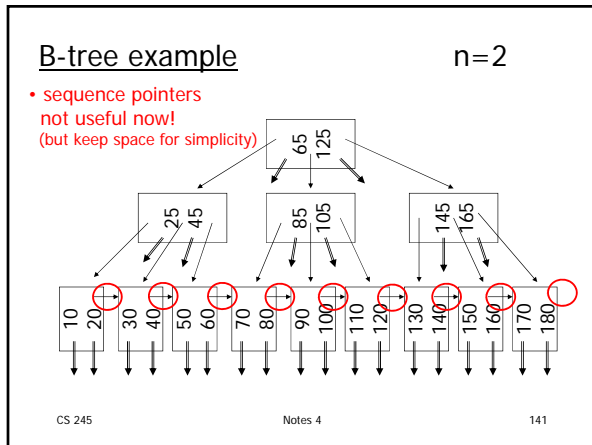 B-tree example n=2
• sequence pointers
not useful now!
(but keep space for simplicity)
65 125
25 45 85 105 145 165
10 20 30 40 50 60 70 80 90 100 110 120 130 140 150 160 170 180
CS 245 Notes 4 141